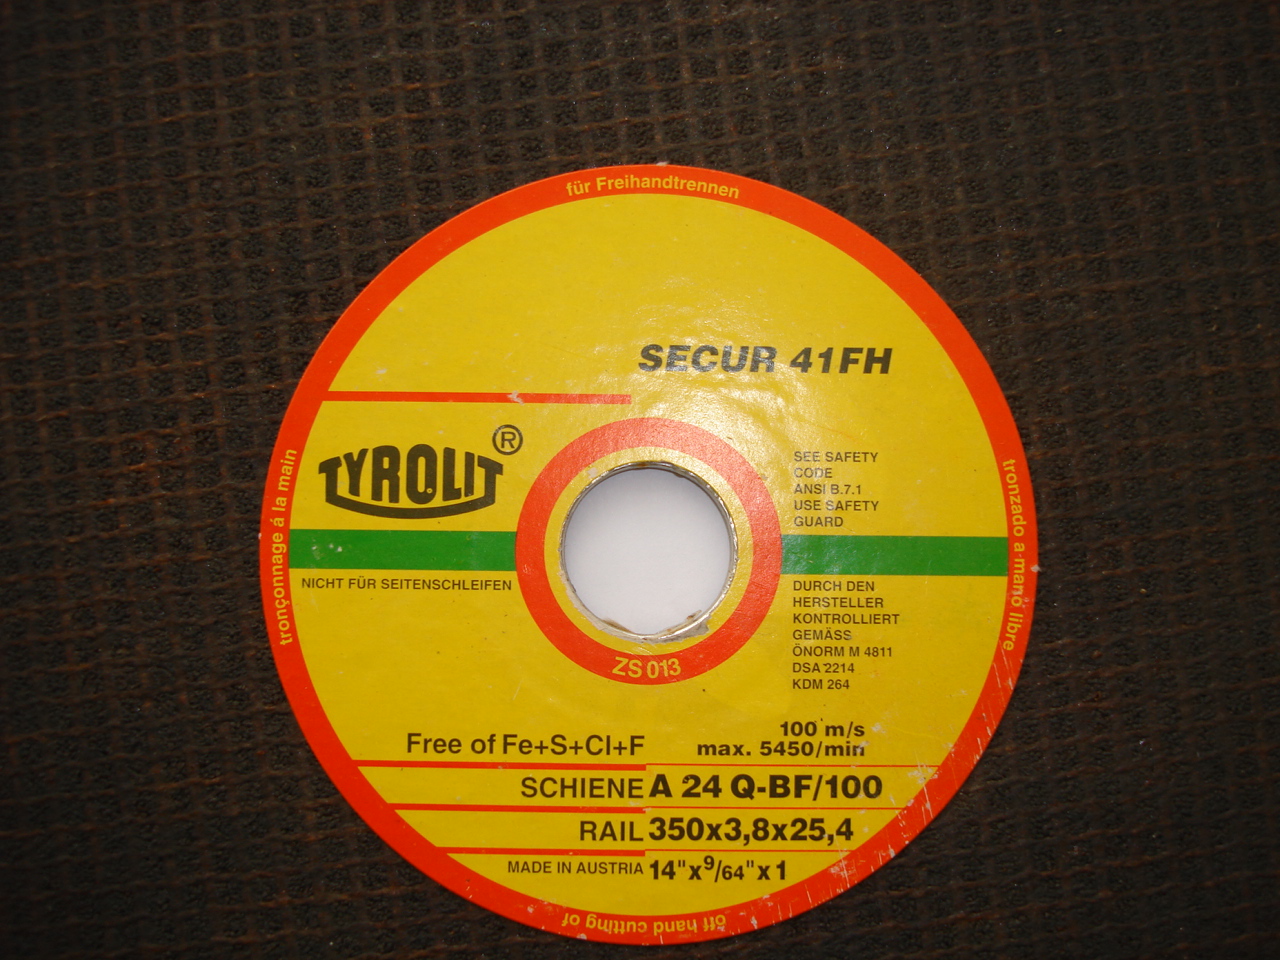 für Freihandtrennen
SECUR 41FH
TYROLIT®
SEE SAFETY
CODE
ANSI B.7.1
USE SAFETY
GUARD
tronçonnage á la main
tronzado a mano libre
NICHT FÜR SEITENSCHLEIFEN
DURCH DEN
HERSTELLER
KONTROLLIERT
GEMÄSS
ÖNORM M 4811
DSA 2214
KDM 264
ZS 013
100 m/s
Free of Fe+S+Cl+F max. 5450/min
SCHIENE A 24 Q-BF/100
RAIL 350x3,8x25,4
MADE IN AUSTRIA 14"x9/64"x1
off hand cutting of